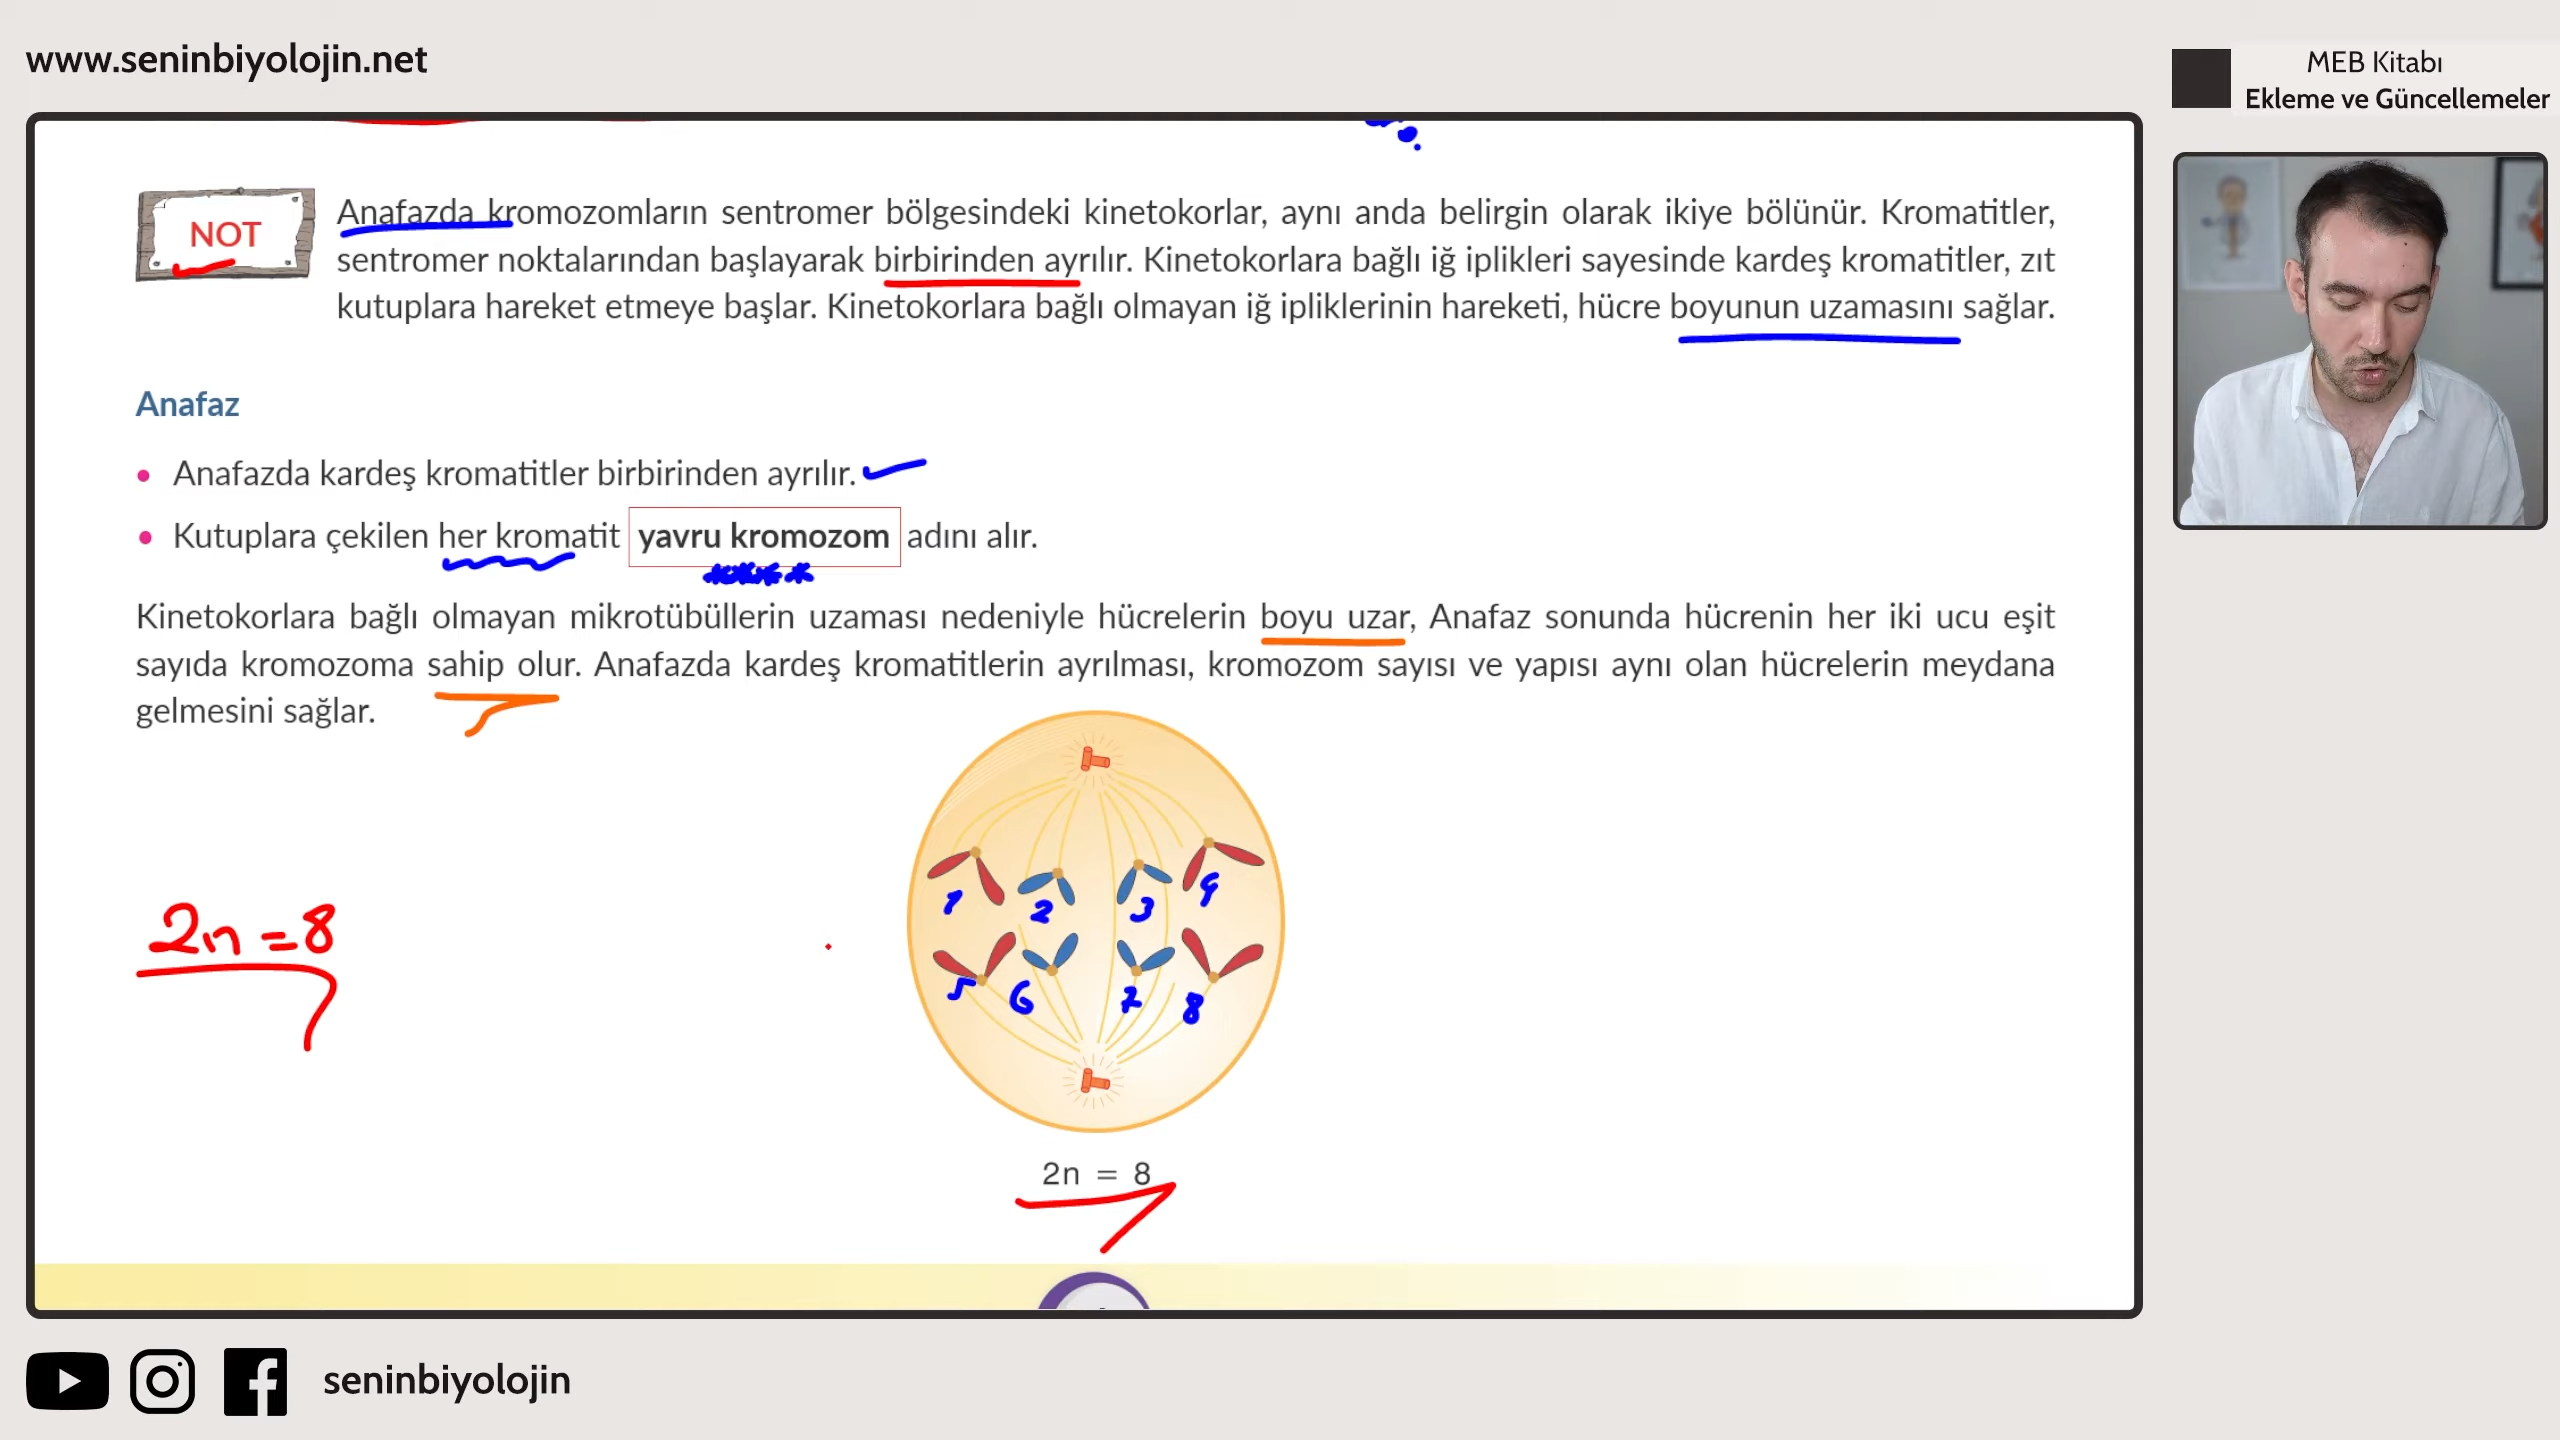 www.seninbiyolojin.net
MEB Kitabı
Ekleme ve Güncellemeler
NOT
Anafazda kromozomların sentromer bölgesindeki kinetokorlar, aynı anda belirgin olarak ikiye bölünür. Kromatitler,
sentromer noktalarından başlayarak birbirinden ayrılır. Kinetokorlara bağlı iğ iplikleri sayesinde kardeş kromatitler, zıt
kutuplara hareket etmeye başlar. Kinetokorlara bağlı olmayan iğ ipliklerinin hareketi, hücre boyunun uzamasını sağlar.
Anafaz
• Anafazda kardeş kromatitler birbirinden ayrılır.
• Kutuplara çekilen her kromatit yavru kromozom adını alır.
Kinetokorlara bağlı olmayan mikrotübüllerin uzaması nedeniyle hücrelerin boyu uzar, Anafaz sonunda hücrenin her iki ucu eşit
sayıda kromozoma sahip olur. Anafazda kardeş kromatitlerin ayrılması, kromozom sayısı ve yapısı aynı olan hücrelerin meydana
gelmesini sağlar.
2n = 8
1 2 3 4
5 6 7 8
2n = 8
seninbiyolojin